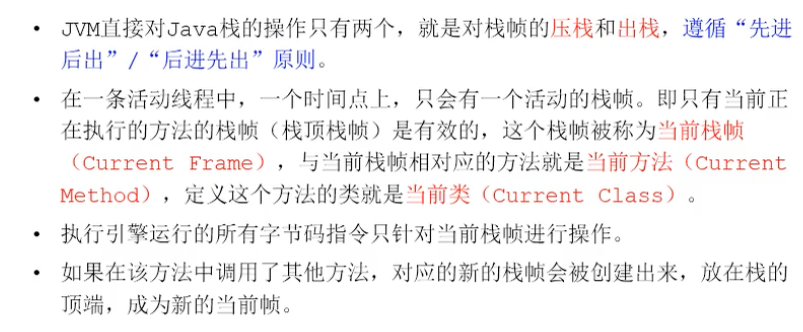 • JVM直接对Java栈的操作只有两个，就是对栈帧的压栈和出栈，遵循“先进
后出”/“后进先出”原则。
• 在一条活动线程中，一个时间点上，只会有一个活动的栈帧。即只有当前正
在执行的方法的栈帧（栈顶栈帧）是有效的，这个栈帧被称为当前栈帧
（Current Frame），与当前栈帧相对应的方法就是当前方法（Current
Method），定义这个方法的类就是当前类（Current Class）。
• 执行引擎运行的所有字节码指令只针对当前栈帧进行操作。
• 如果在该方法中调用了其他方法，对应的新的栈帧会被创建出来，放在栈的
顶端，成为新的当前帧。